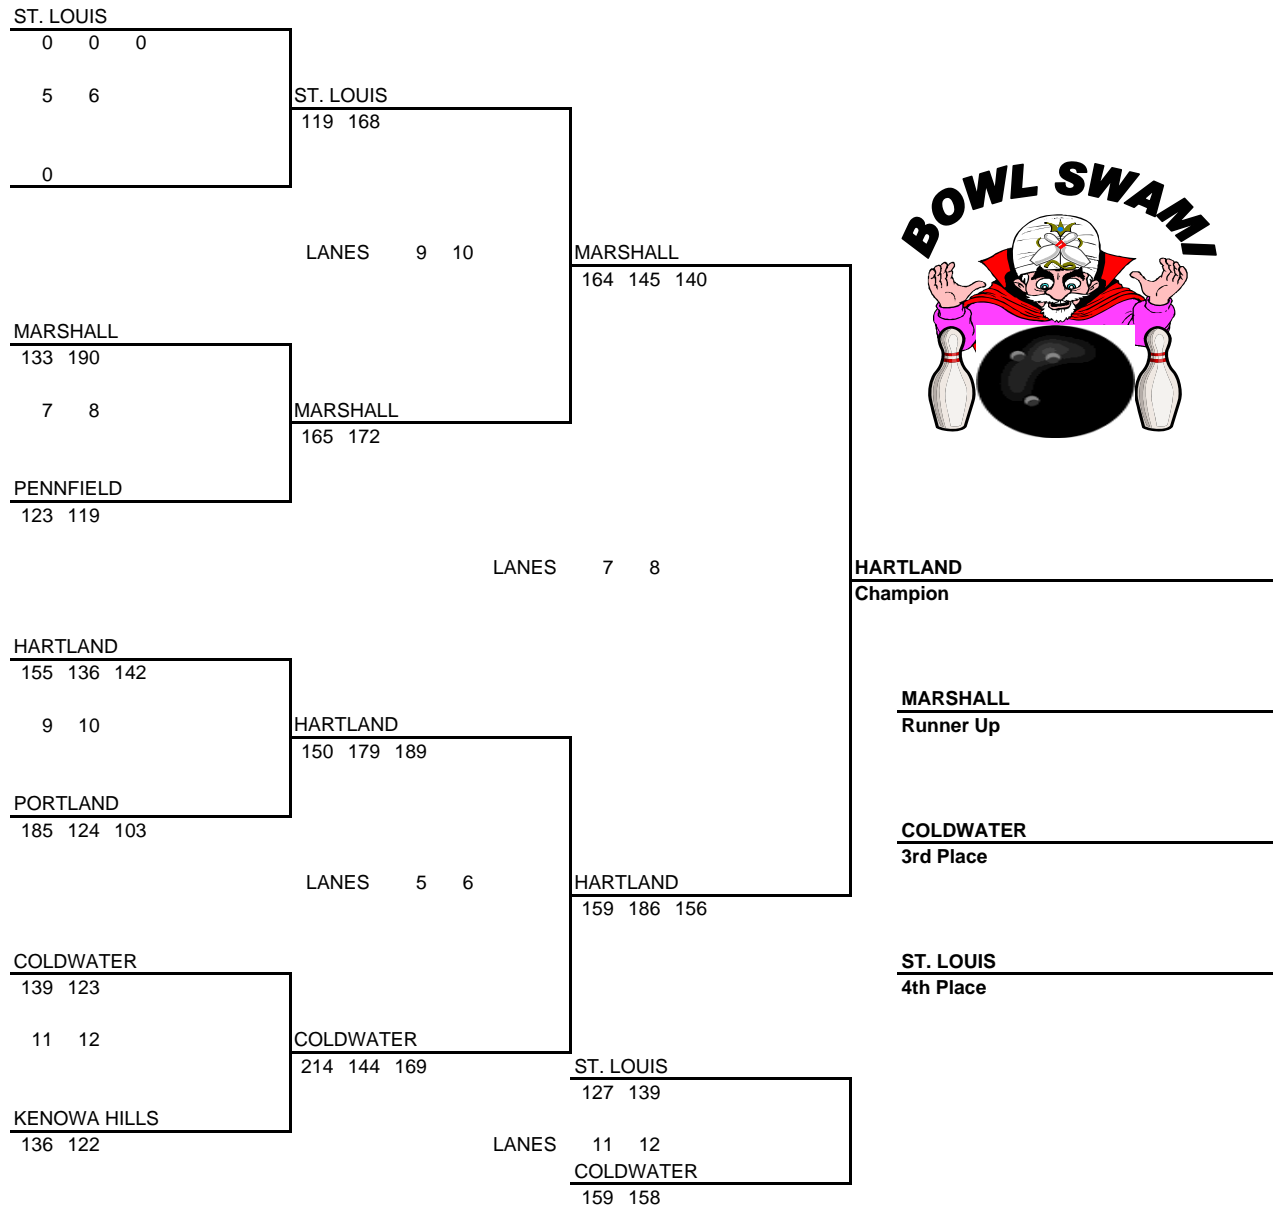 ST. LOUIS
0 0 0
5 6
ST. LOUIS
119 168
0
BOWL SWAMI
LANES 9 10
MARSHALL
164 145 140
MARSHALL
133 190
7 8
MARSHALL
165 172
PENNFIELD
123 119
LANES 7 8
HARTLAND
Champion
HARTLAND
155 136 142
MARSHALL
Runner Up
9 10
HARTLAND
150 179 189
PORTLAND
185 124 103
COLDWATER
3rd Place
LANES 5 6
HARTLAND
159 186 156
COLDWATER
139 123
ST. LOUIS
4th Place
11 12
COLDWATER
214 144 169
ST. LOUIS
127 139
KENOWA HILLS
136 122
LANES 11 12
COLDWATER
159 158